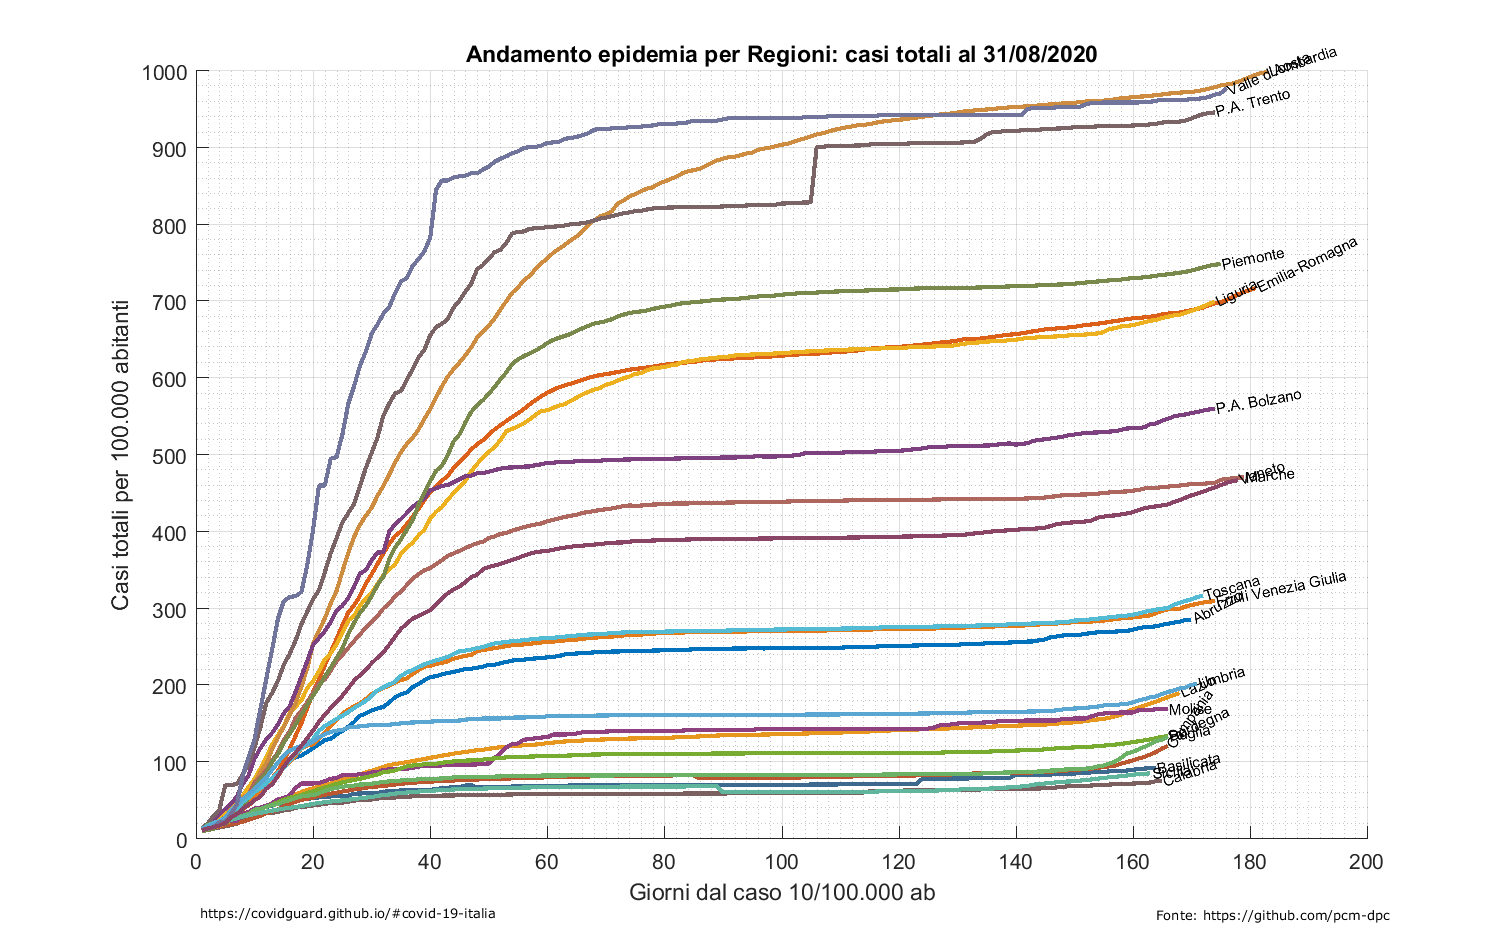 Andamento epidemia per Regioni: casi totali al 31/08/2020
Casi totali per 100.000 abitanti
1000
900
800
700
600
500
400
300
200
100
0
Lombardia
Valle d'Aosta
P.A. Trento
Piemonte
Emilia-Romagna
Liguria
P.A. Bolzano
Veneto
Marche
Toscana
Friuli Venezia Giulia
Abruzzo
Umbria
Lazio
Molise
Campania
Sardegna
Puglia
Basilicata
Sicilia
Calabria
0 20 40 60 80 100 120 140 160 180 200
Giorni dal caso 10/100.000 ab
https://covidguard.github.io/#covid-19-italia
Fonte: https://github.com/pcm-dpc